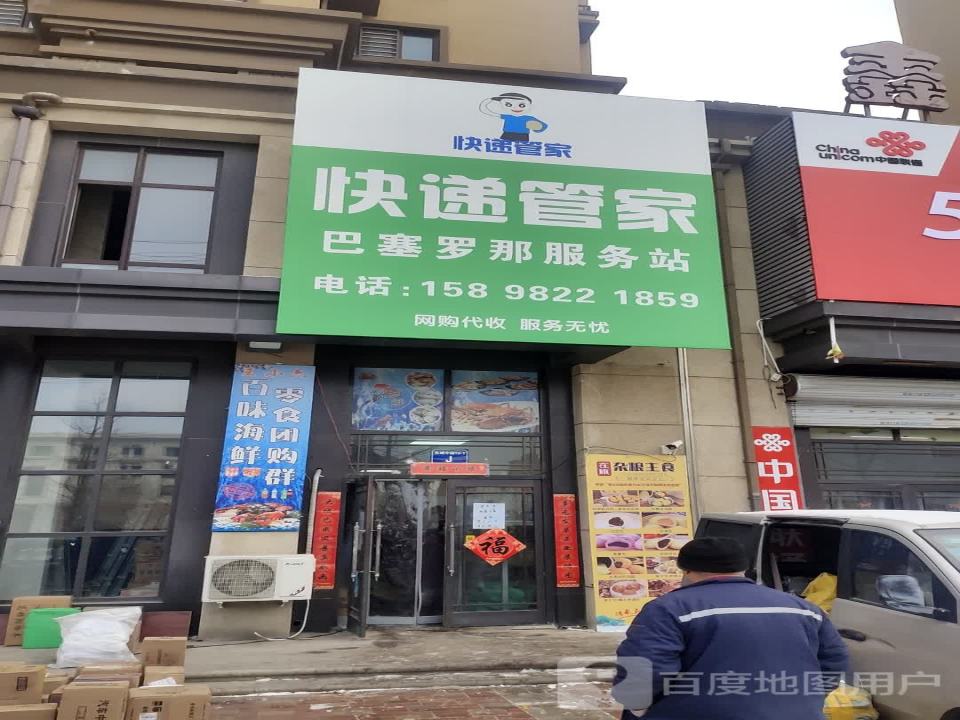 快递管家
快递管家
巴塞罗那服务站
电话:158 9822 1859
网购代收 服务无忧
China
unicom中国联通
5
百味海鲜
零食团购群
杂粮主食
福
中国联
百度地图用户